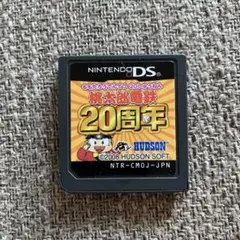 NINTENDO DS
桃太郎電鉄
20周年
HUDSON
©2008 HUDSON SOFT
NTR-CMOJ-JPN